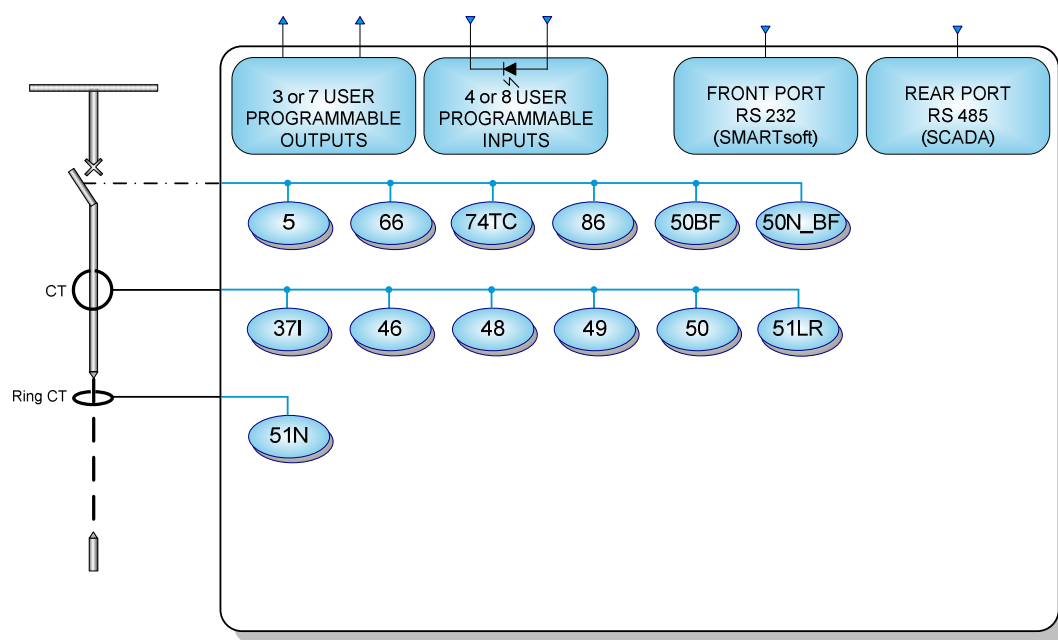 3 or 7 USER
PROGRAMMABLE
OUTPUTS
4 or 8 USER
PROGRAMMABLE
INPUTS
FRONT PORT
RS 232
(SMARTsoft)
REAR PORT
RS 485
(SCADA)
5 66 74TC 86 50BF 50N_BF
CT
37I 46 48 49 50 51LR
Ring CT
51N